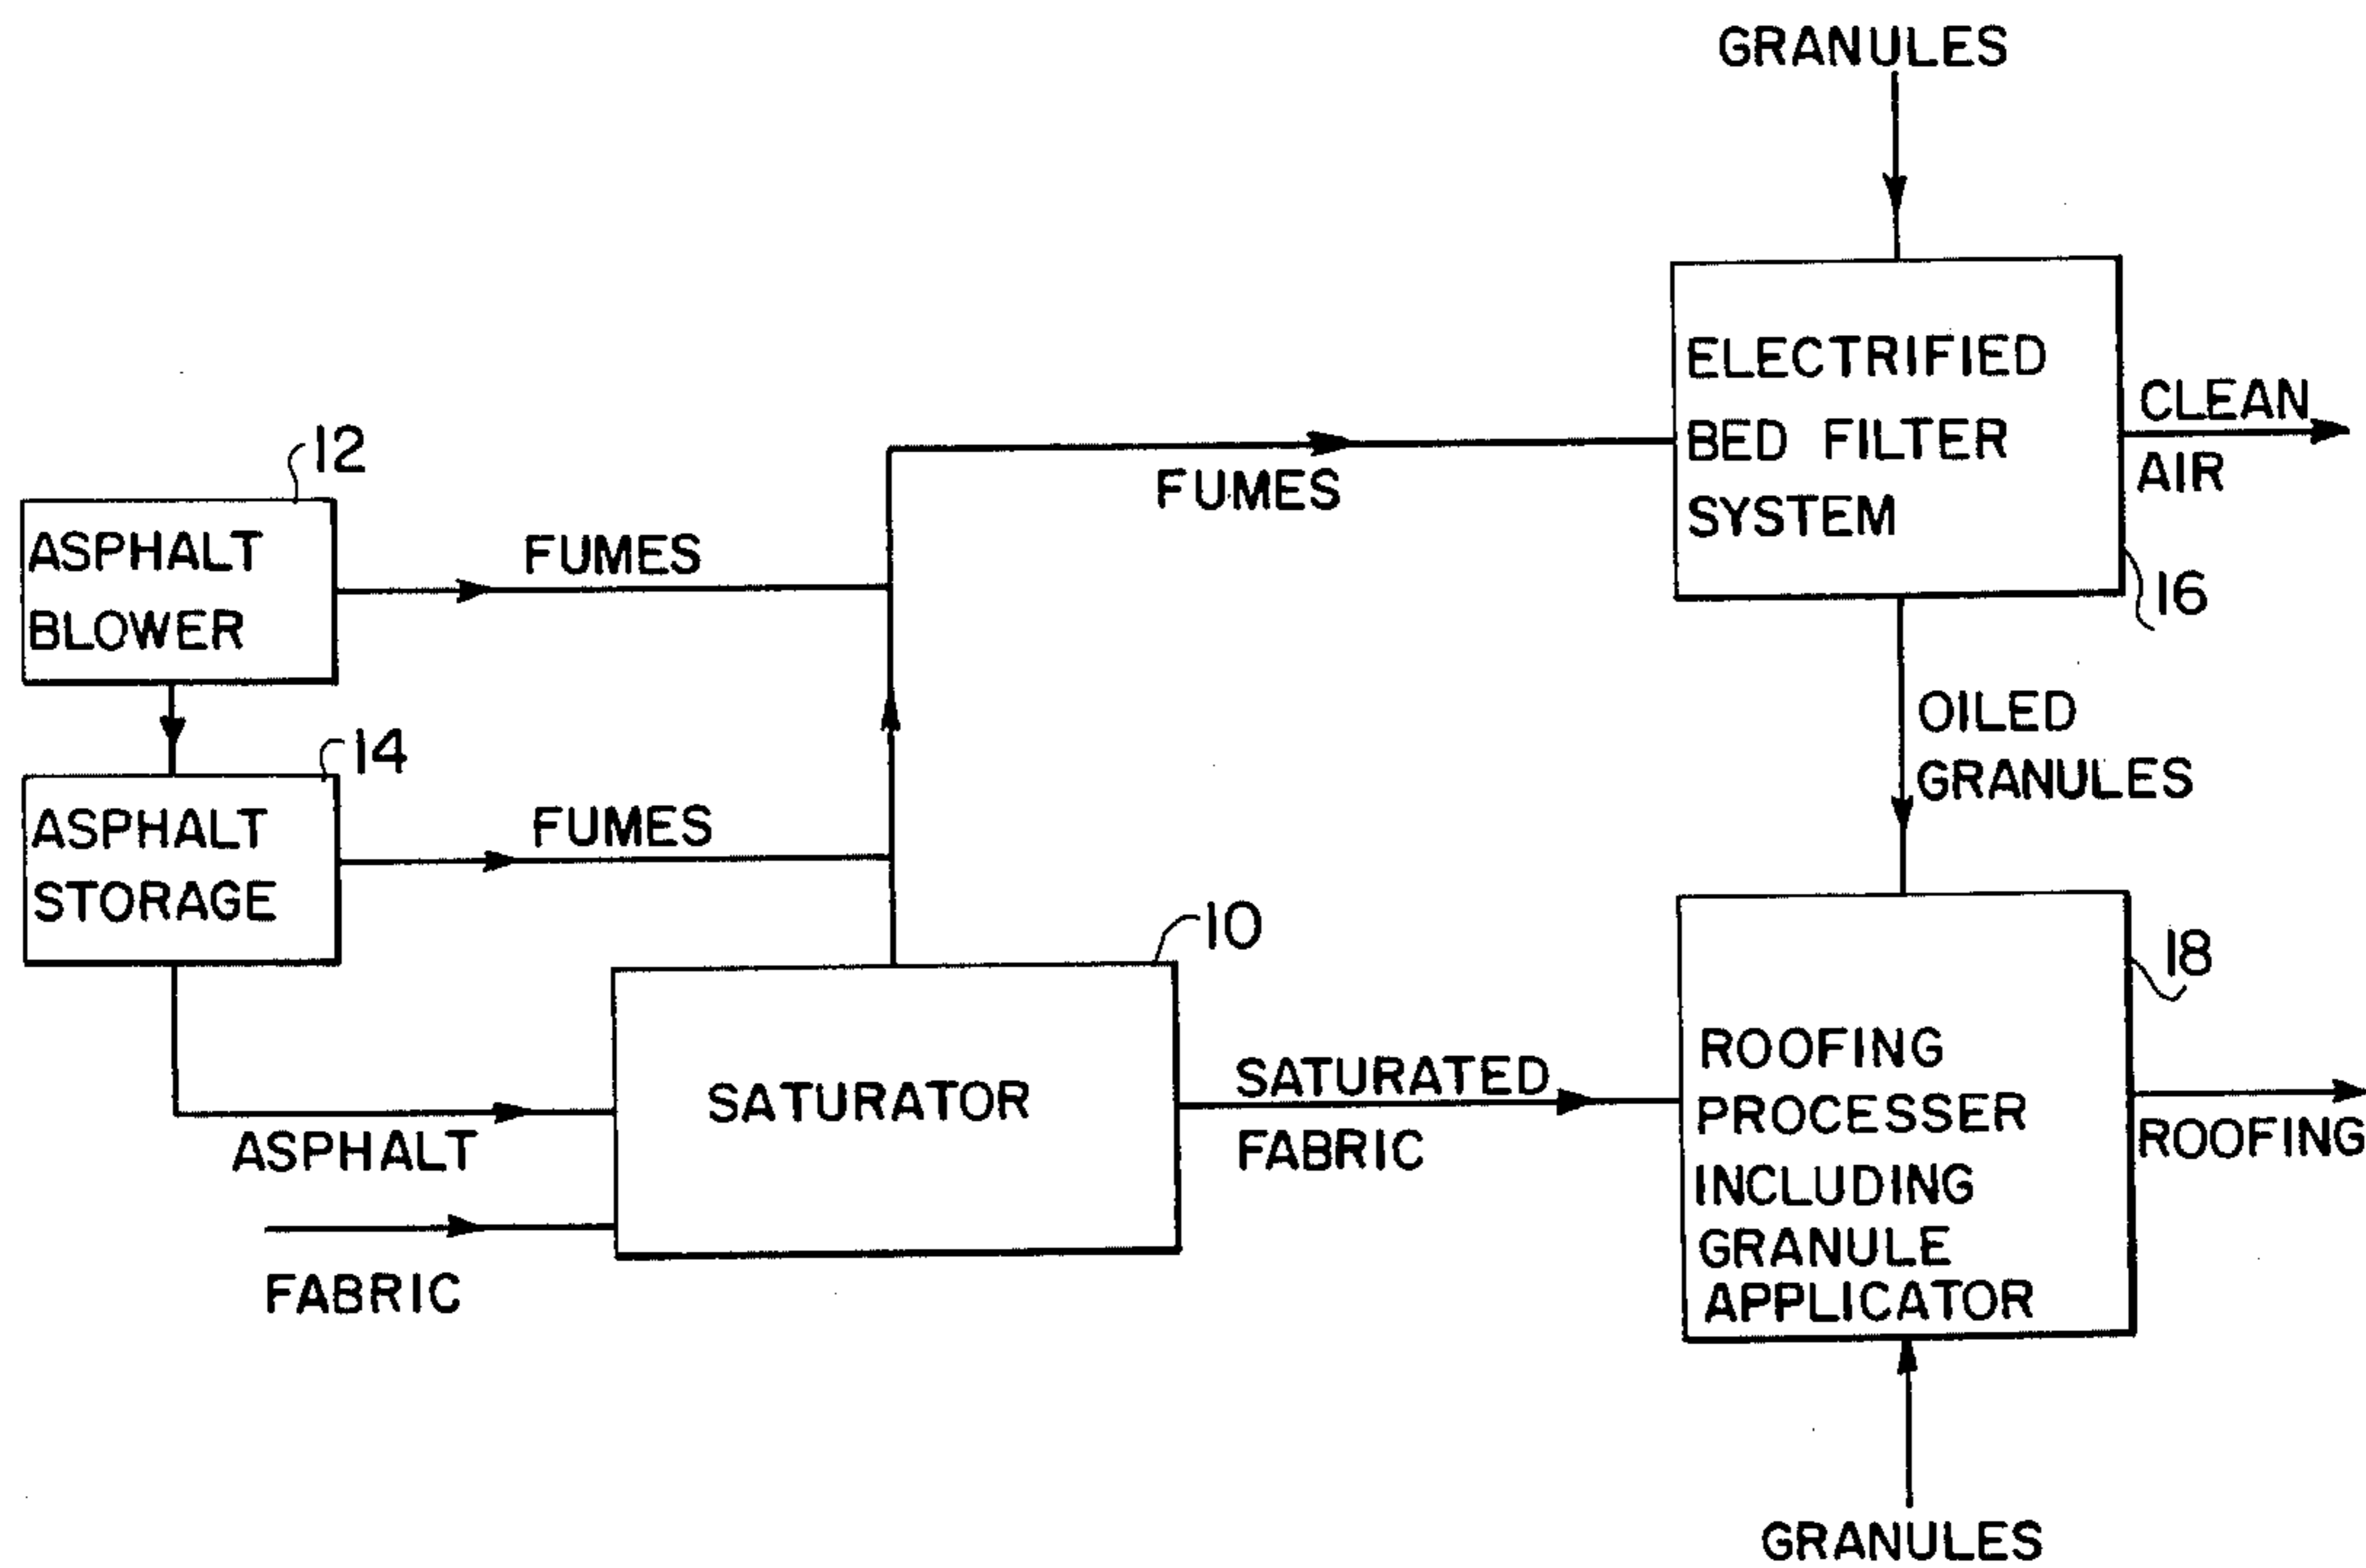 GRANULES
ELECTRIFIED
BED FILTER
SYSTEM
CLEAN
AIR
16
12
ASPHALT
BLOWER
FUMES
FUMES
14
ASPHALT
STORAGE
FUMES
OILED
GRANULES
10
SATURATOR
ASPHALT
FABRIC
SATURATED
FABRIC
18
ROOFING
PROCESSER
INCLUDING
GRANULE
APPLICATOR
ROOFING
GRANULES